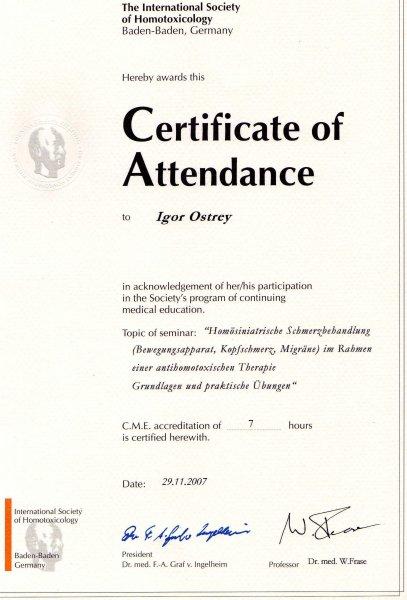 The International Society
of Homotoxicology
Baden-Baden, Germany
Hereby awards this
Certificate of
Attendance
to Igor Ostrey
in acknowledgement of her/his participation
in the Society's program of continuing
medical education.
Topic of seminar: "Homösiniatrische Schmerzbehandlung
(Bewegungsapparat, Kopfschmerz, Migräne) im Rahmen
einer antihomotoxischen Therapie
Grundlagen und praktische Übungen"
C.M.E. accreditation of 7 hours
is certified herewith.
Date: 29.11.2007
International Society
of Homotoxicology
Baden-Baden
Germany
President
Dr. med. F.-A. Graf v. Ingelheim
Professor Dr. med. W.Frase